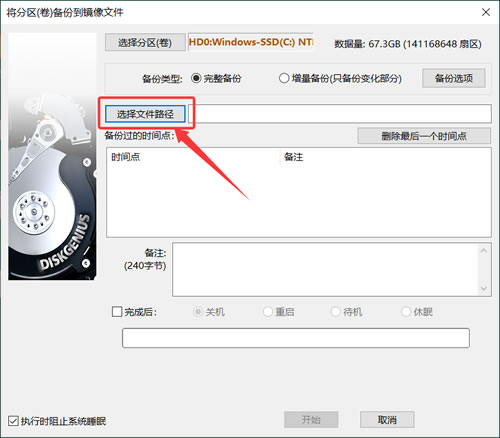 将分区(卷)备份到镜像文件
选择分区(卷) HD0:Windows-SSD(C:) NT 数据量: 67.3GB (141168648 扇区)
备份类型: 完整备份 增量备份(只备份变化部分) 备份选项
选择文件路径
备份过的时间点: 删除最后一个时间点
时间点 备注
备注:
(240字节)
完成后: 关机 重启 待机 休眠
执行时阻止系统睡眠 开始 取消
DISKGENIUS